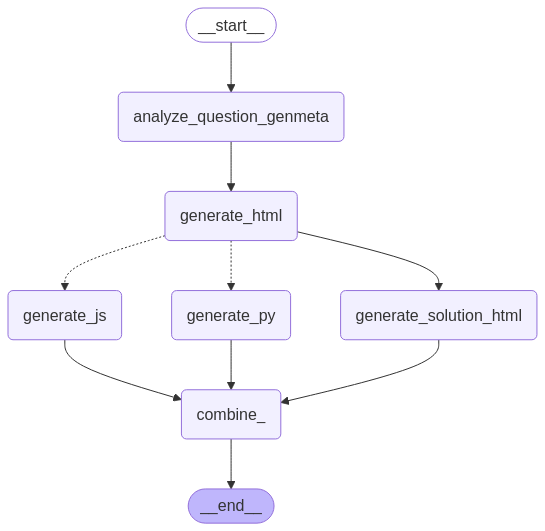 __start__
analyze_question_genmeta
generate_html
generate_js
generate_py
generate_solution_html
combine_
__end__